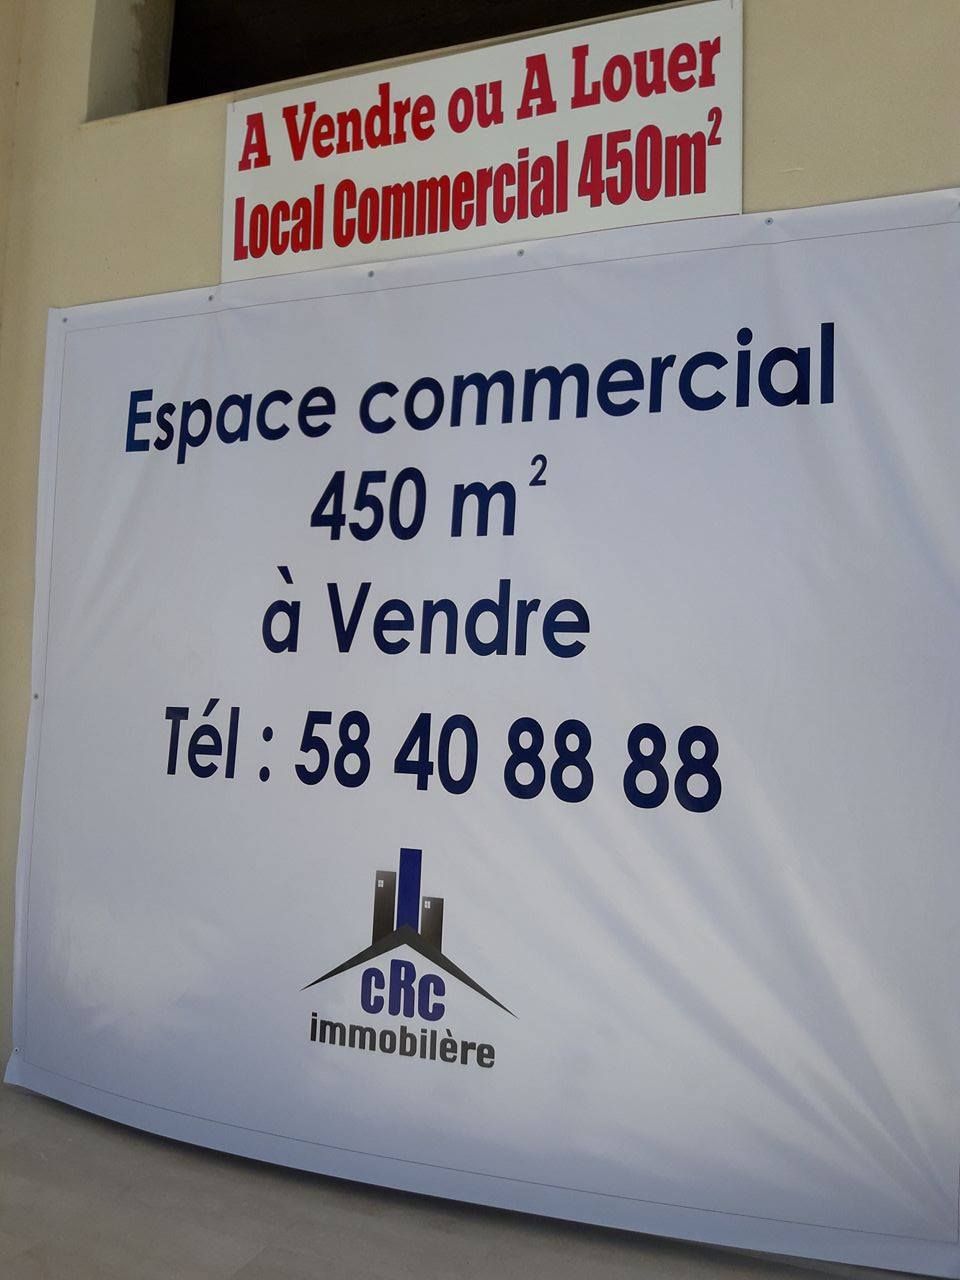 A Vendre ou A Louer
Local Commercial 450m²
Espace commercial
450 m²
à Vendre
Tél : 58 40 88 88
cRc
immobilère